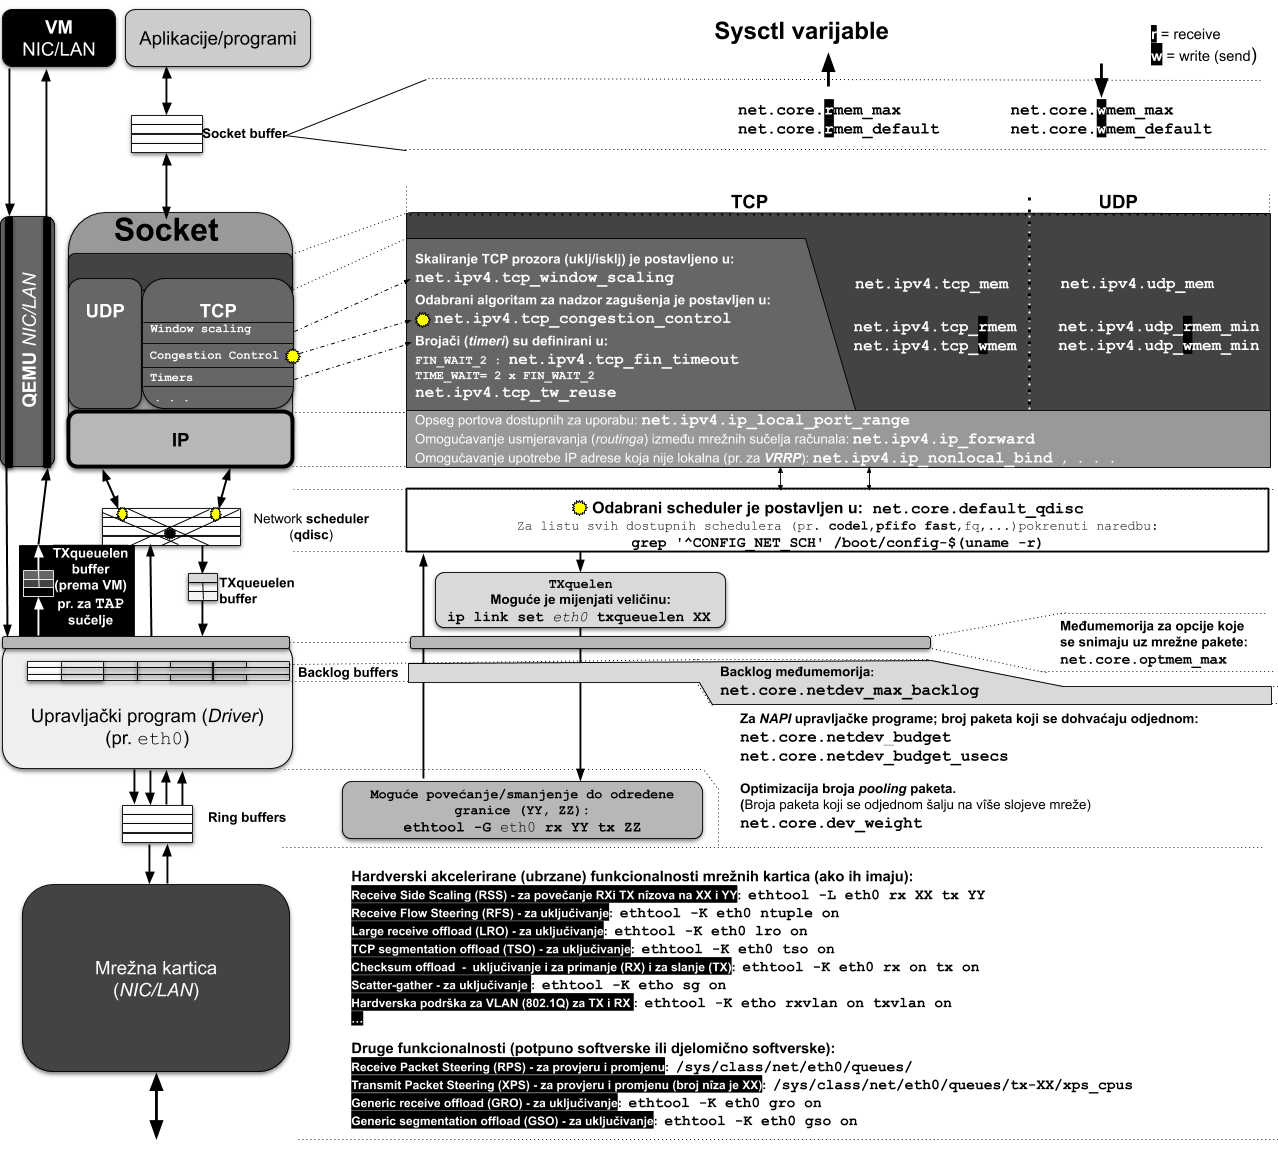 VM
NIC/LAN
Aplikacije/programi
Sysctl varijable
r = receive
w = write (send)
Socket buffer
net.core.rmem_max
net.core.rmem_default
net.core.wmem_max
net.core.wmem_default
TCP
UDP
Socket
QEMU NIC/LAN
UDP
TCP
Window scaling
Congestion Control
Timers
. . .
IP
Skaliranje TCP prozora (uklj/isklj) je postavljeno u:
net.ipv4.tcp_window_scaling
Odabrani algoritam za nadzor zagušenja je postavljen u:
net.ipv4.tcp_congestion_control
Brojači (timeri) su definirani u:
FIN_WAIT_2 : net.ipv4.tcp_fin_timeout
TIME_WAIT= 2 x FIN_WAIT_2
net.ipv4.tcp_tw_reuse
net.ipv4.tcp_mem
net.ipv4.tcp_rmem
net.ipv4.tcp_wmem
net.ipv4.udp_mem
net.ipv4.udp_rmem_min
net.ipv4.udp_wmem_min
Opseg portova dostupnih za uporabu: net.ipv4.ip_local_port_range
Omogućavanje usmjeravanja (routinga) između mrežnih sučelja računala: net.ipv4.ip_forward
Omogućavanje upotrebe IP adrese koja nije lokalna (pr. za VRRP): net.ipv4.ip_nonlocal_bind , . . .
Network scheduler
(qdisc)
Odabrani scheduler je postavljen u: net.core.default_qdisc
Za listu svih dostupnih schedulera (pr. codel,pfifo fast,fq,...)pokrenuti naredbu:
grep '^CONFIG_NET_SCH' /boot/config-$(uname -r)
TXqueuelen
buffer
(prema VM)
pr. za TAP
sučelje
TXqueuelen
buffer
TXquelen
Moguće je mijenjati veličinu:
ip link set eth0 txqueuelen XX
Međumemorija za opcije koje
se snimaju uz mrežne pakete:
net.core.optmem_max
Backlog buffers
Backlog međumemorija:
net.core.netdev_max_backlog
Upravljački program (Driver)
(pr. eth0)
Za NAPI upravljačke programe; broj paketa koji se dohvaćaju odjednom:
net.core.netdev_budget
net.core.netdev_budget_usecs
Optimizacija broja pooling paketa.
(Broja paketa koji se odjednom šalju na više slojeve mreže)
net.core.dev_weight
Ring buffers
Moguće povećanje/smanjenje do određene
granice (YY, ZZ):
ethtool -G eth0 rx YY tx ZZ
Mrežna kartica
(NIC/LAN)
Hardverski akcelerirane (ubrzane) funkcionalnosti mrežnih kartica (ako ih imaju):
Receive Side Scaling (RSS) - za povečanje RXi TX nizova na XX i YY: ethtool -L eth0 rx XX tx YY
Receive Flow Steering (RFS) - za uključivanje: ethtool -K eth0 ntuple on
Large receive offload (LRO) - za uključivanje: ethtool -K eth0 lro on
TCP segmentation offload (TSO) - za uključivanje: ethtool -K eth0 tso on
Checksum offload - uključivanje i za primanje (RX) i za slanje (TX): ethtool -K eth0 rx on tx on
Scatter-gather - za uključivanje : ethtool -K etho sg on
Hardverska podrška za VLAN (802.1Q) za TX i RX : ethtool -K etho rxvlan on txvlan on
...
Druge funkcionalnosti (potpuno softverske ili djelomično softverske):
Receive Packet Steering (RPS) - za provjeru i promjenu: /sys/class/net/eth0/queues/
Transmit Packet Steering (XPS) - za provjeru i promjenu (broj niza je XX): /sys/class/net/eth0/queues/tx-XX/xps_cpus
Generic receive offload (GRO) - za uključivanje: ethtool -K eth0 gro on
Generic segmentation offload (GSO) - za uključivanje: ethtool -K eth0 gso on